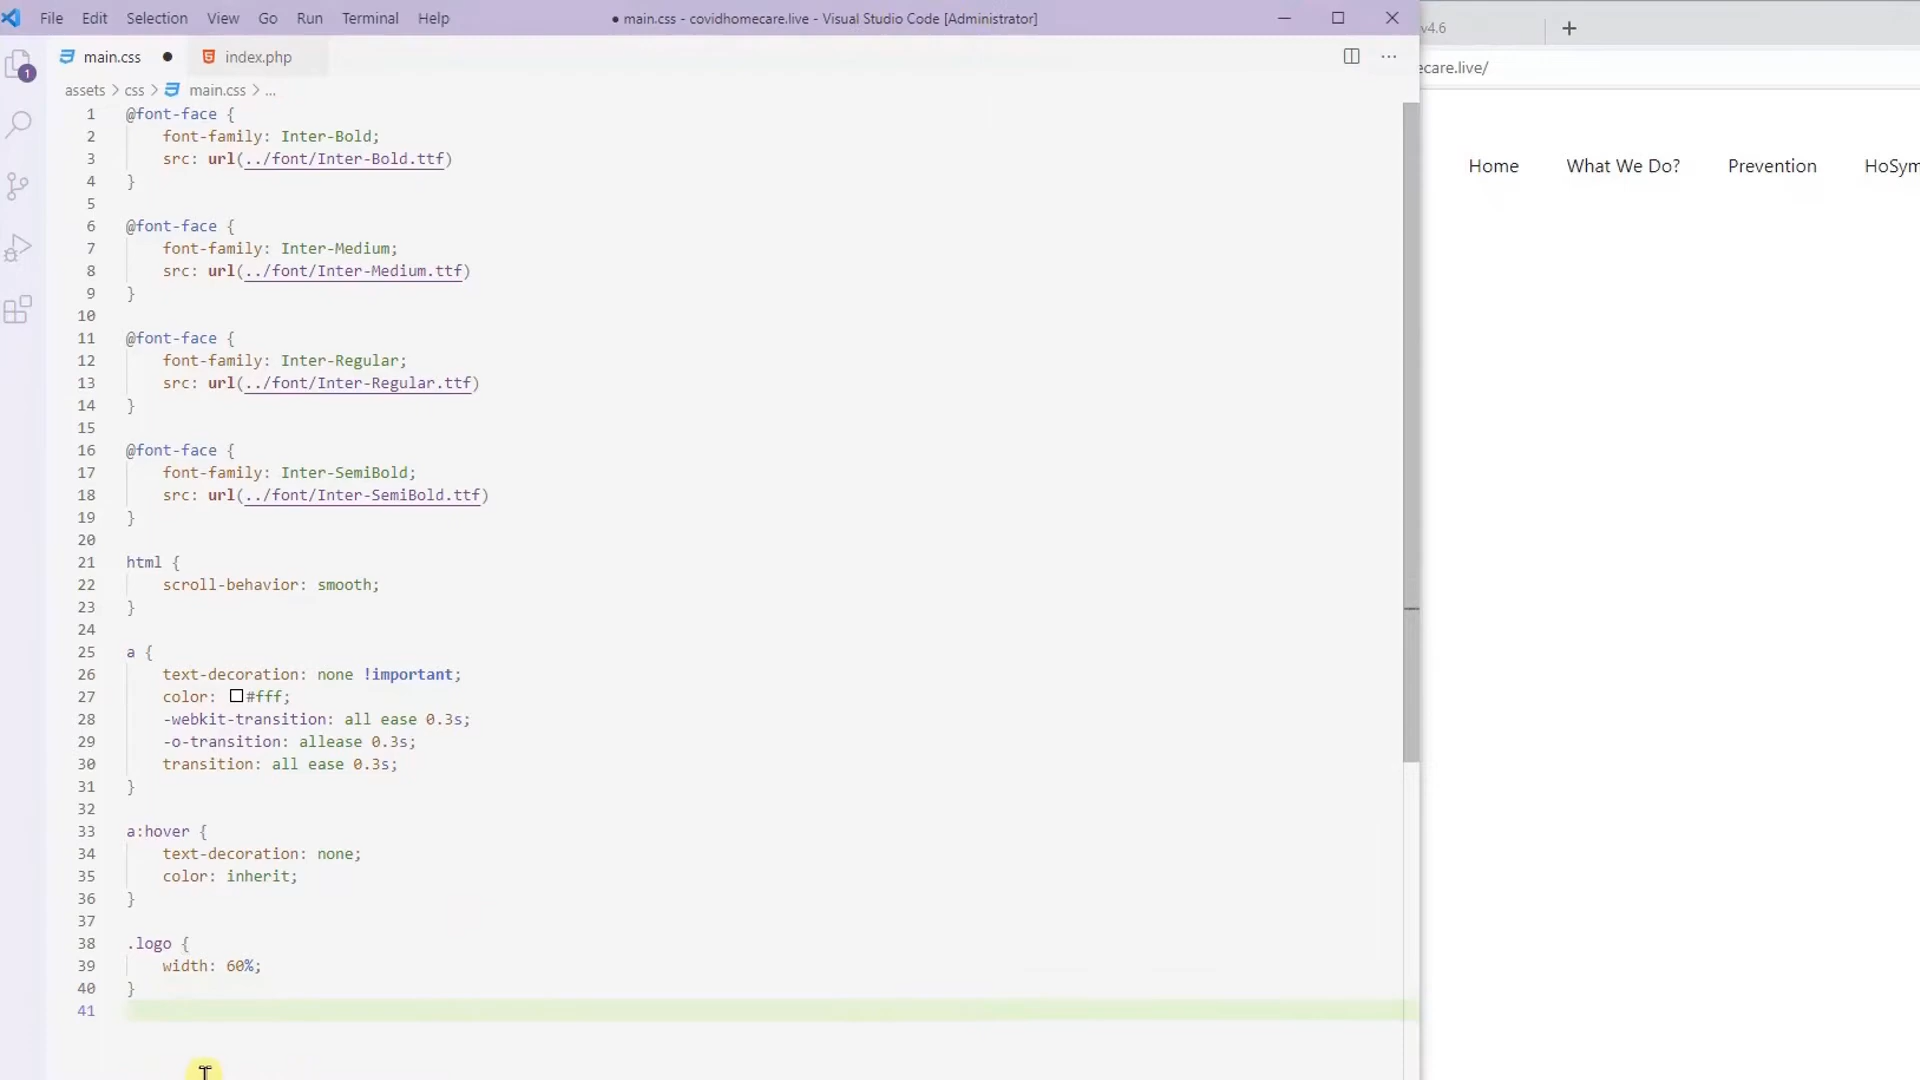 File Edit Selection View Go Run Terminal Help
● main.css - covidhomecare.live - Visual Studio Code [Administrator]
v4.6
main.css ● index.php
ecare.live/
assets > css > main.css > ...
1 @font-face {
2 font-family: Inter-Bold;
3 src: url(../font/Inter-Bold.ttf)
4 }
5
6 @font-face {
7 font-family: Inter-Medium;
8 src: url(../font/Inter-Medium.ttf)
9 }
10
11 @font-face {
12 font-family: Inter-Regular;
13 src: url(../font/Inter-Regular.ttf)
14 }
15
16 @font-face {
17 font-family: Inter-SemiBold;
18 src: url(../font/Inter-SemiBold.ttf)
19 }
20
21 html {
22 scroll-behavior: smooth;
23 }
24
25 a {
26 text-decoration: none !important;
27 color: #fff;
28 -webkit-transition: all ease 0.3s;
29 -o-transition: allease 0.3s;
30 transition: all ease 0.3s;
31 }
32
33 a:hover {
34 text-decoration: none;
35 color: inherit;
36 }
37
38 .logo {
39 width: 60%;
40 }
41
1
Home What We Do? Prevention HoSym